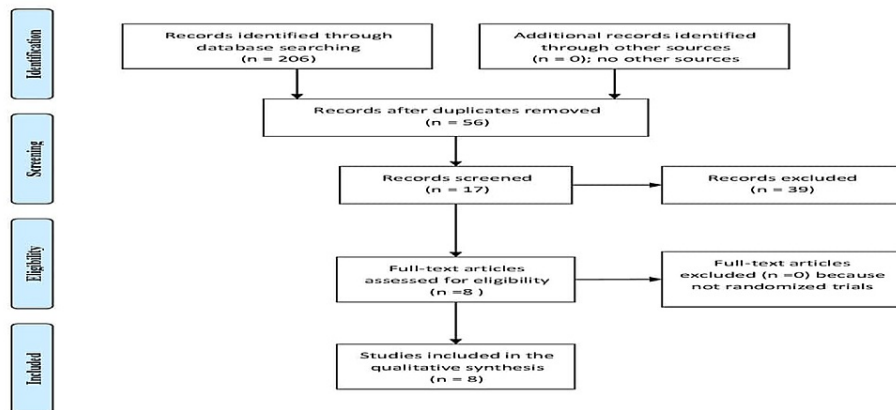 Identification
Records identified through
database searching
(n = 206)
Additional records identified
through other sources
(n = 0); no other sources
Records after duplicates removed
(n = 56)
Screening
Records screened
(n = 17)
Records excluded
(n = 39)
Eligibility
Full-text articles
assessed for eligibility
(n =8 )
Full-text articles
excluded (n =0) because
not randomized trials
Included
Studies included in the
qualitative synthesis
(n = 8)